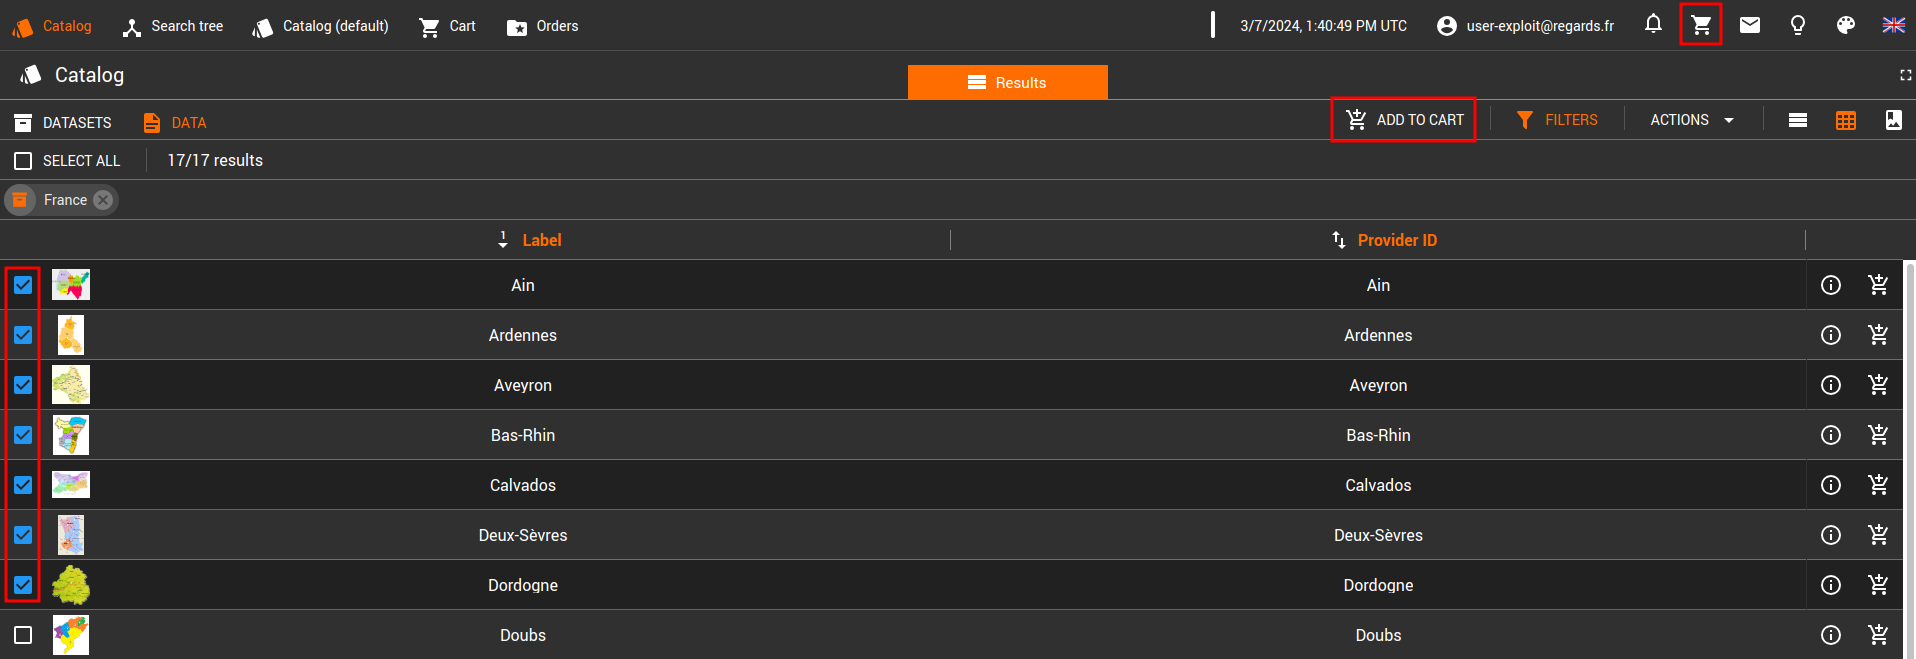 Catalog Search tree Catalog (default) Cart Orders 3/7/2024, 1:40:49 PM UTC user-exploit@regards.fr
Catalog Results
DATASETS DATA ADD TO CART FILTERS ACTIONS
SELECT ALL 17/17 results
France
1 Label Provider ID
Ain Ain
Ardennes Ardennes
Aveyron Aveyron
Bas-Rhin Bas-Rhin
Calvados Calvados
Deux-Sèvres Deux-Sèvres
Dordogne Dordogne
Doubs Doubs